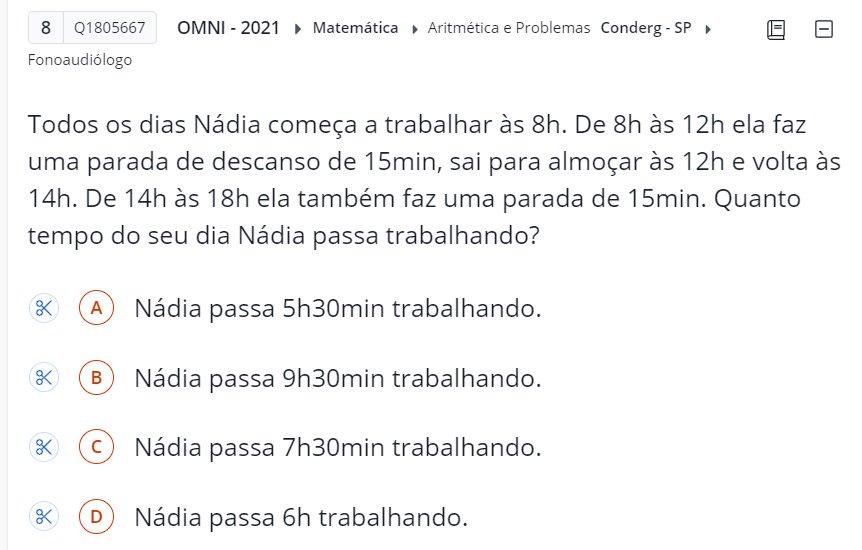 8 Q1805667 OMNI - 2021 Matemática Aritmética e Problemas Conderg - SP
Fonoaudiólogo
Todos os dias Nádia começa a trabalhar às 8h. De 8h às 12h ela faz
uma parada de descanso de 15min, sai para almoçar às 12h e volta às
14h. De 14h às 18h ela também faz uma parada de 15min. Quanto
tempo do seu dia Nádia passa trabalhando?
A Nádia passa 5h30min trabalhando.
B Nádia passa 9h30min trabalhando.
C Nádia passa 7h30min trabalhando.
D Nádia passa 6h trabalhando.